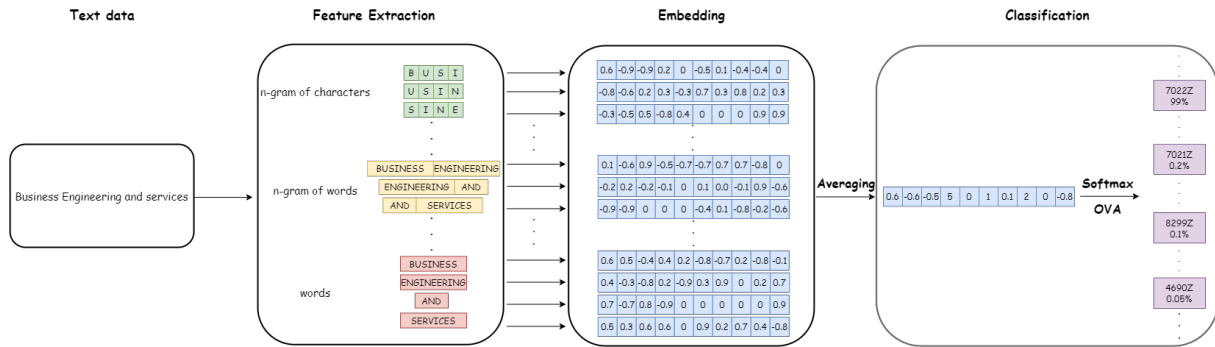 Text data
Feature Extraction
Embedding
Classification
Business Engineering and services
n-gram of characters
B U S I
U S I N
S I N E
n-gram of words
BUSINESS ENGINEERING
ENGINEERING AND
AND SERVICES
words
BUSINESS
ENGINEERING
AND
SERVICES
0.6 -0.9 -0.9 0.2 0 -0.5 0.1 -0.4 -0.4 0
-0.8 -0.6 0.2 0.3 -0.3 0.7 0.3 0.8 0.2 0.3
-0.3 -0.5 0.5 -0.8 0.4 0 0 0 0.9 0.9
0.1 -0.6 0.9 -0.5 -0.7 -0.7 0.7 0.7 -0.8 0
-0.2 0.2 -0.2 -0.1 0 0.1 0.0 -0.1 0.9 -0.6
-0.9 -0.9 0 0 0 -0.4 0.1 -0.8 -0.2 -0.6
0.6 0.5 -0.4 0.4 0.2 -0.8 -0.7 0.2 -0.8 -0.1
0.4 -0.3 -0.8 0.2 -0.9 0.3 0.9 0 0.2 0.7
0.7 -0.7 0.8 -0.9 0 0 0 0 0 0.9
0.5 0.3 0.6 0.6 0 0.9 0.2 0.7 0.4 -0.8
Averaging
0.6 -0.6 -0.5 5 0 1 0.1 2 0 -0.8
Softmax
OVA
7022Z
99%
7021Z
0.2%
8299Z
0.1%
4690Z
0.05%